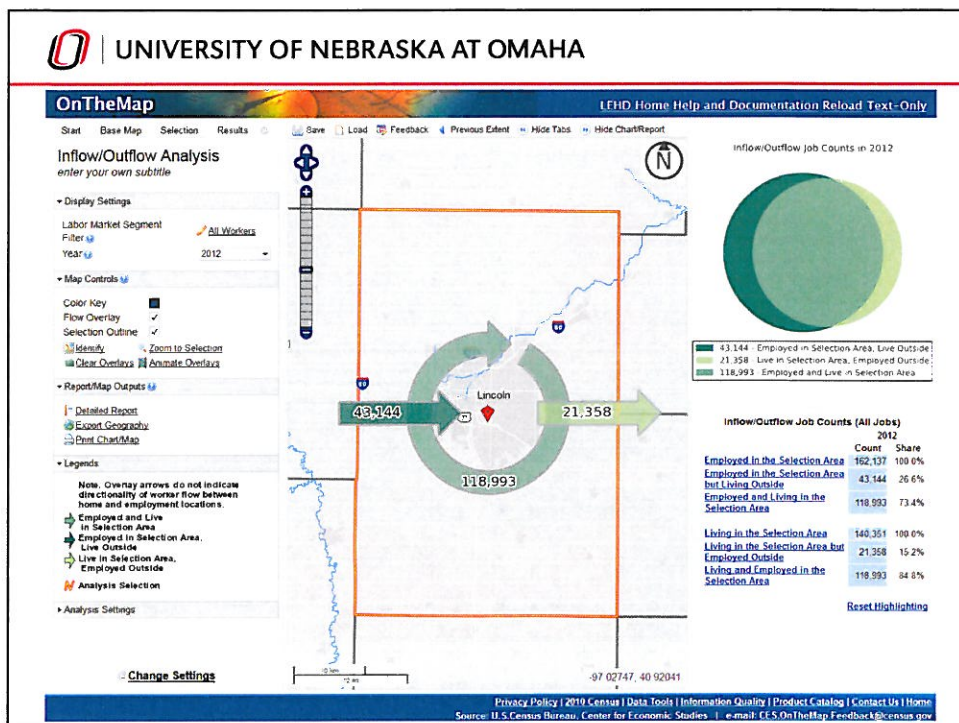 UNIVERSITY OF NEBRASKA AT OMAHA
OnTheMap
LEHD Home Help and Documentation Reload Text-Only
Start Base Map Selection Results
Save Load Feedback Previous Extent Hide Tabs Hide Chart/Report
Inflow/Outflow Analysis
enter your own subtitle
Display Settings
Labor Market Segment
Filter
All Workers
Year
2012
Map Controls
Color Key
Flow Overlay
Selection Outline
Identify Zoom to Selection
Clear Overlays Animate Overlays
Report/Map Outputs
Detailed Report
Export Geography
Print Chart/Map
Legends
Note. Overlay arrows do not indicate
directionality of worker flow between
home and employment locations.
Employed and Live
in Selection Area
Employed in Selection Area,
Live Outside
Live in Selection Area,
Employed Outside
Analysis Selection
Analysis Settings
Change Settings
N
80
80
Lincoln
43,144
77
21,358
118,993
-97 02747, 40 92041
Inflow/Outflow Job Counts in 2012
43,144 - Employed in Selection Area, Live Outside
21,358 - Live in Selection Area, Employed Outside
118,993 - Employed and Live in Selection Area
Inflow/Outflow Job Counts (All Jobs)
2012
Count Share
Employed in the Selection Area 162,137 100 0%
Employed in the Selection Area
but Living Outside 43,144 26.6%
Employed and Living in the
Selection Area 118,993 73.4%
Living in the Selection Area 140,351 100.0%
Living in the Selection Area but
Employed Outside 21,358 15.2%
Living and Employed in the
Selection Area 118,993 84 8%
Reset Highlighting
Privacy Policy | 2010 Census | Data Tools | Information Quality | Product Catalog | Contact Us | Home
Source: U.S.Census Bureau, Center for Economic Studies | e-mail: CES.OnTheMap.Feedback@census.gov